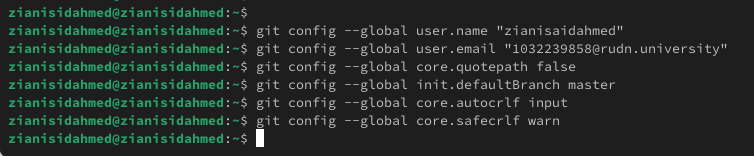 zianisidahmed@zianisidahmed:~$
zianisidahmed@zianisidahmed:~$ git config --global user.name "zianisaidahmed"
zianisidahmed@zianisidahmed:~$ git config --global user.email "1032239858@rudn.university"
zianisidahmed@zianisidahmed:~$ git config --global core.quotepath false
zianisidahmed@zianisidahmed:~$ git config --global init.defaultBranch master
zianisidahmed@zianisidahmed:~$ git config --global core.autocrlf input
zianisidahmed@zianisidahmed:~$ git config --global core.safecrlf warn
zianisidahmed@zianisidahmed:~$